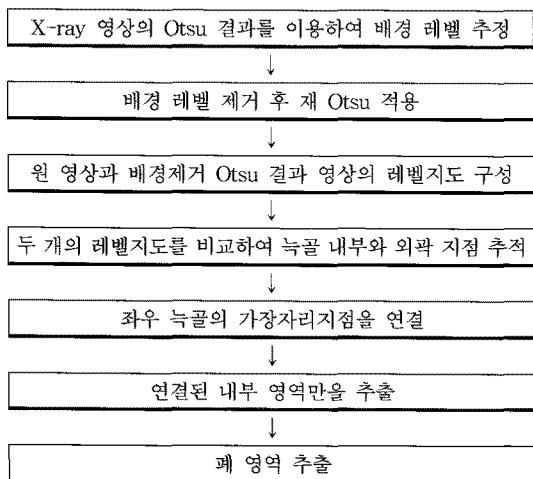 X-ray 영상의 Otsu 결과를 이용하여 배경 레벨 추정
배경 레벨 제거 후 재 Otsu 적용
원 영상과 배경제거 Otsu 결과 영상의 레벨지도 구성
두 개의 레벨지도를 비교하여 늑골 내부와 외곽 지점 추적
좌우 늑골의 가장자리지점을 연결
연결된 내부 영역만을 추출
폐 영역 추출